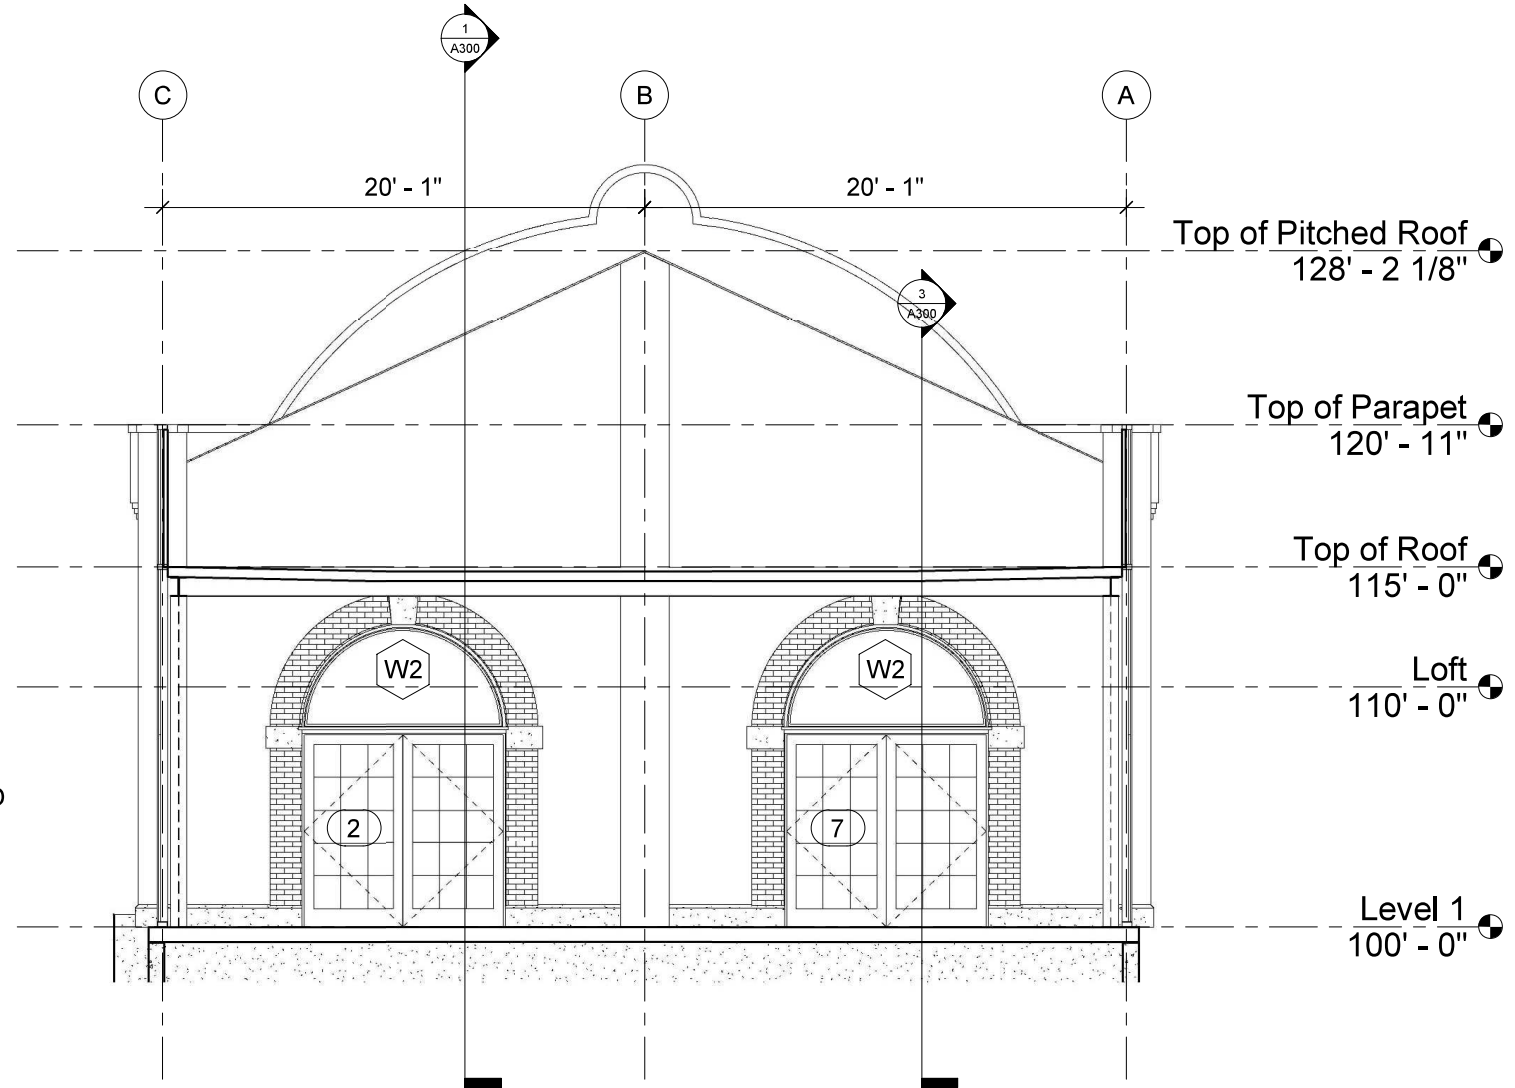 1
A300
C
B
A
20' - 1"
20' - 1"
Top of Pitched Roof
128' - 2 1/8"
3
A300
Top of Parapet
120' - 11"
Top of Roof
115' - 0"
W2
W2
Loft
110' - 0"
2
7
Level 1
100' - 0"